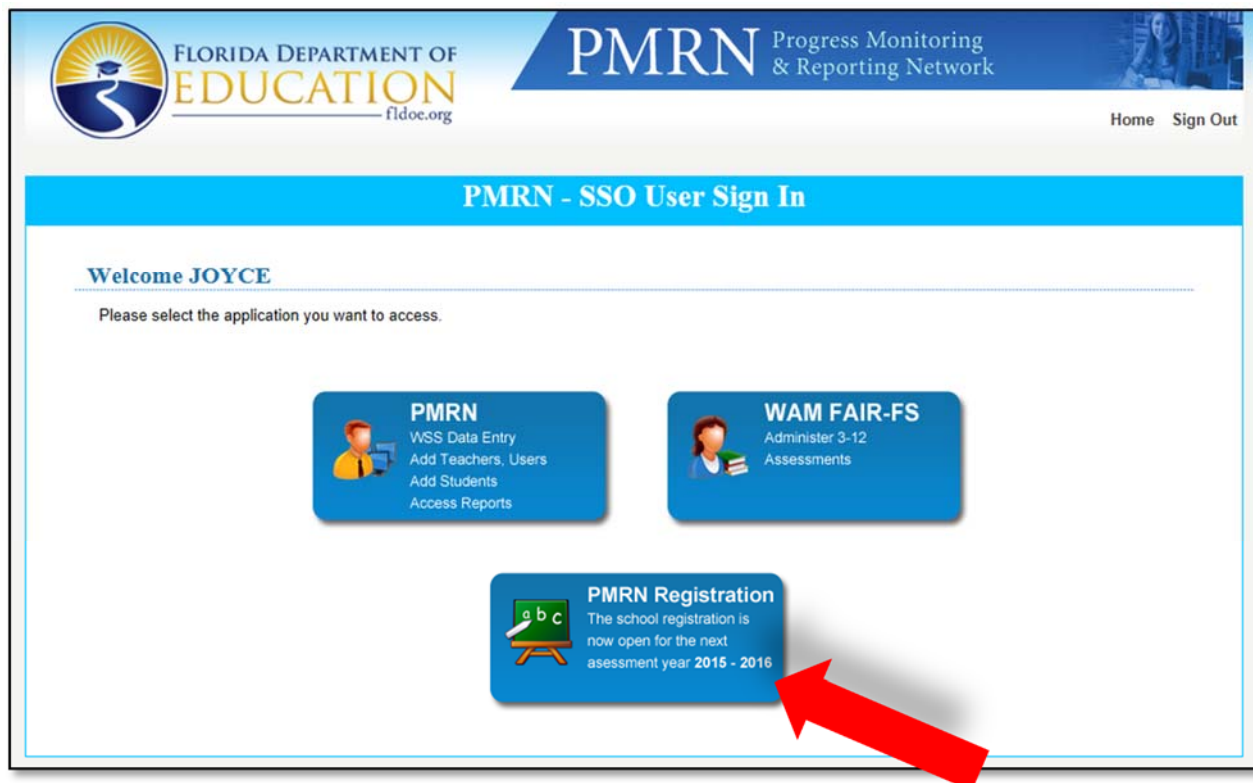 FLORIDA DEPARTMENT OF
EDUCATION
fldoe.org
PMRN Progress Monitoring
& Reporting Network
Home Sign Out
PMRN - SSO User Sign In
Welcome JOYCE
Please select the application you want to access.
PMRN
WSS Data Entry
Add Teachers, Users
Add Students
Access Reports
WAM FAIR-FS
Administer 3-12
Assessments
a b c
PMRN Registration
The school registration is
now open for the next
asessment year 2015 - 2016